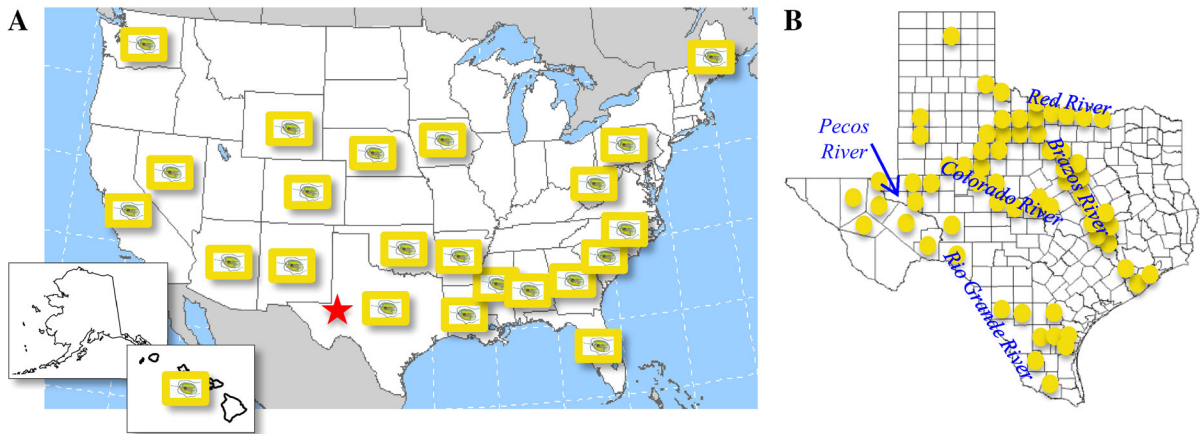 A
B
Red River
Pecos
River
Brazos River
Colorado River
Rio Grande River